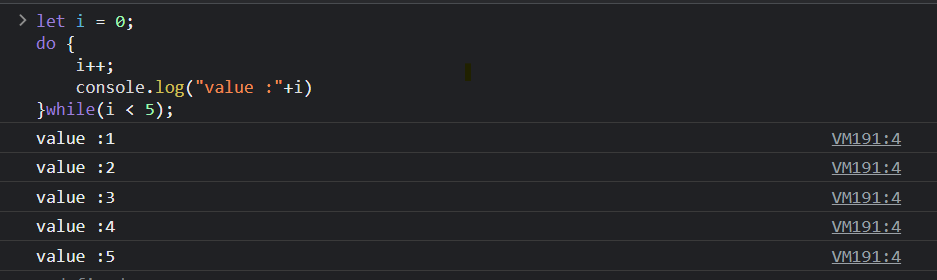 > let i = 0;
do {
    i++;
    console.log("value :"+i)
}while(i < 5);
value :1 VM191:4
value :2 VM191:4
value :3 VM191:4
value :4 VM191:4
value :5 VM191:4